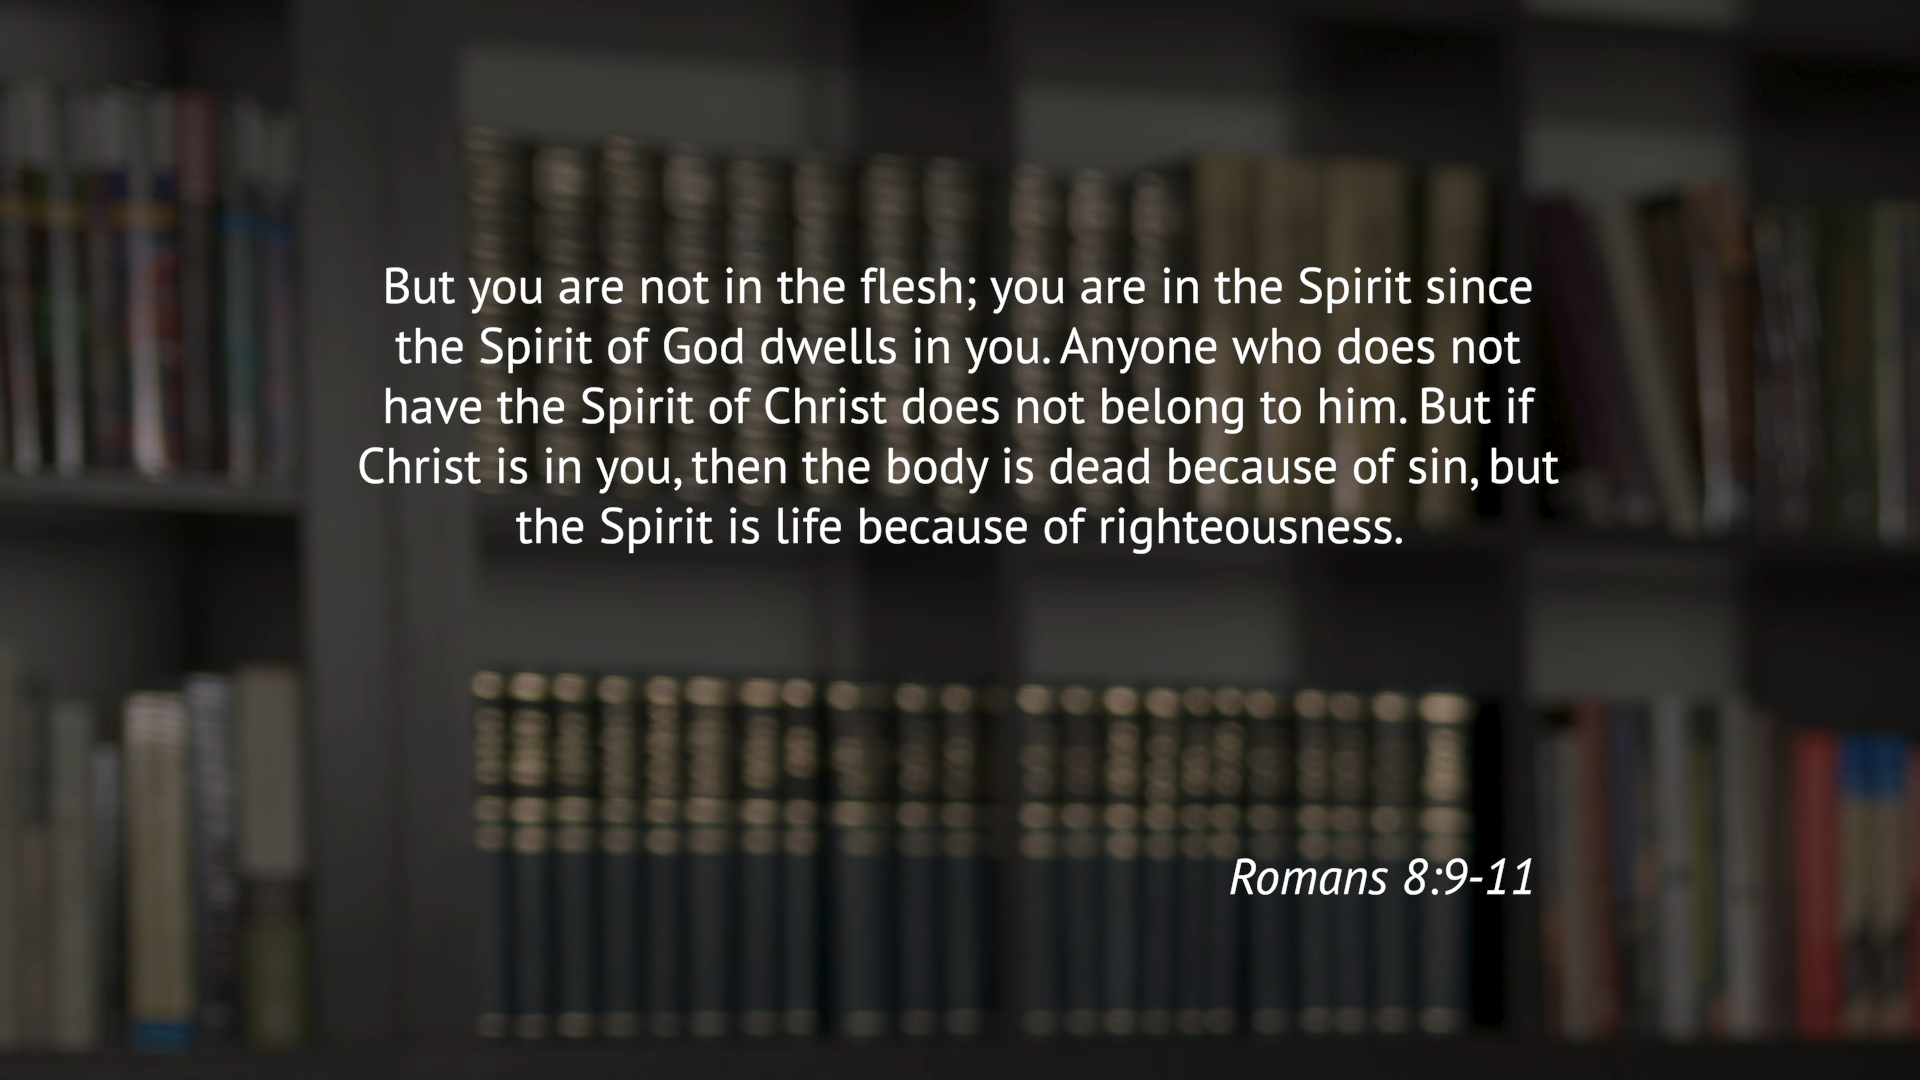 But you are not in the flesh; you are in the Spirit since
the Spirit of God dwells in you. Anyone who does not
have the Spirit of Christ does not belong to him. But if
Christ is in you, then the body is dead because of sin, but
the Spirit is life because of righteousness.
Romans 8:9-11